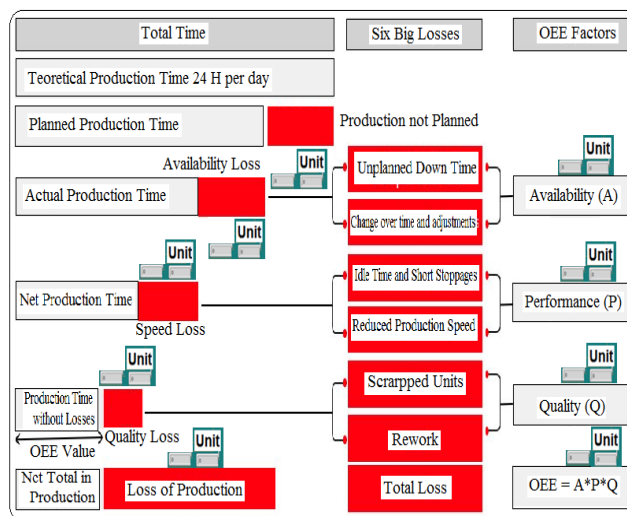 Total Time
Six Big Losses
OEE Factors
Teoretical Production Time 24 H per day
Planned Production Time
Production not Planned
Availability Loss
Unit
Unplanned Down Time
Unit
Actual Production Time
Availability (A)
Change over time and adjustments
Unit
Unit
Idle Time and Short Stoppages
Unit
Net Production Time
Performance (P)
Speed Loss
Reduced Production Speed
Unit
Unit
Scrarpped Units
Production Time
without Losses
Quality (Q)
Quality Loss
OEE Value
Rework
Unit
Unit
Nct Total in
Production
Loss of Production
Total Loss
OEE = A*P*Q